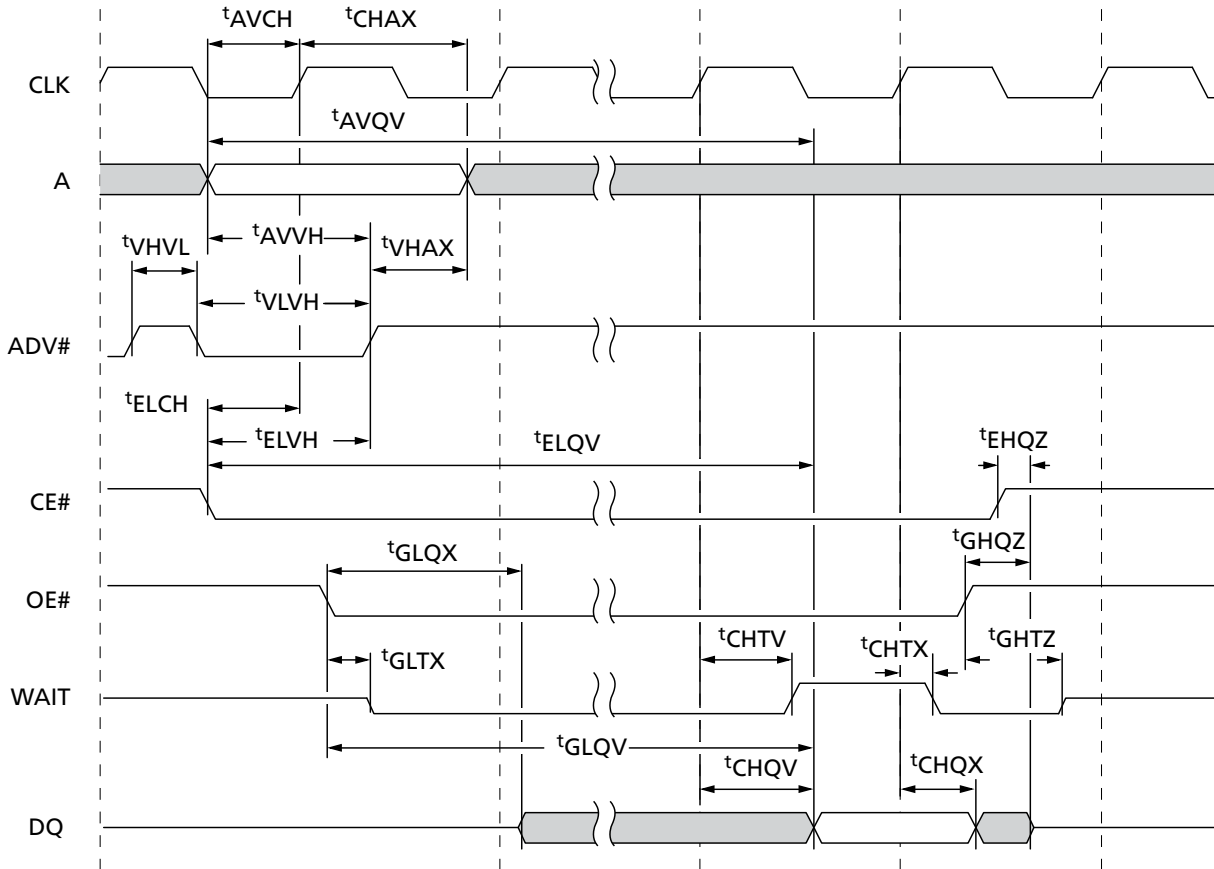 tAVCH
tCHAX
CLK
tAVQV
A
tAVVH
tVHVL
tVHAX
tVLVH
ADV#
tELCH
tELVH
tELQV
tEHQZ
CE#
tGLQX
tGHQZ
OE#
tCHTV
tCHTX
tGHTZ
tGLTX
WAIT
tGLQV
tCHQV
tCHQX
DQ